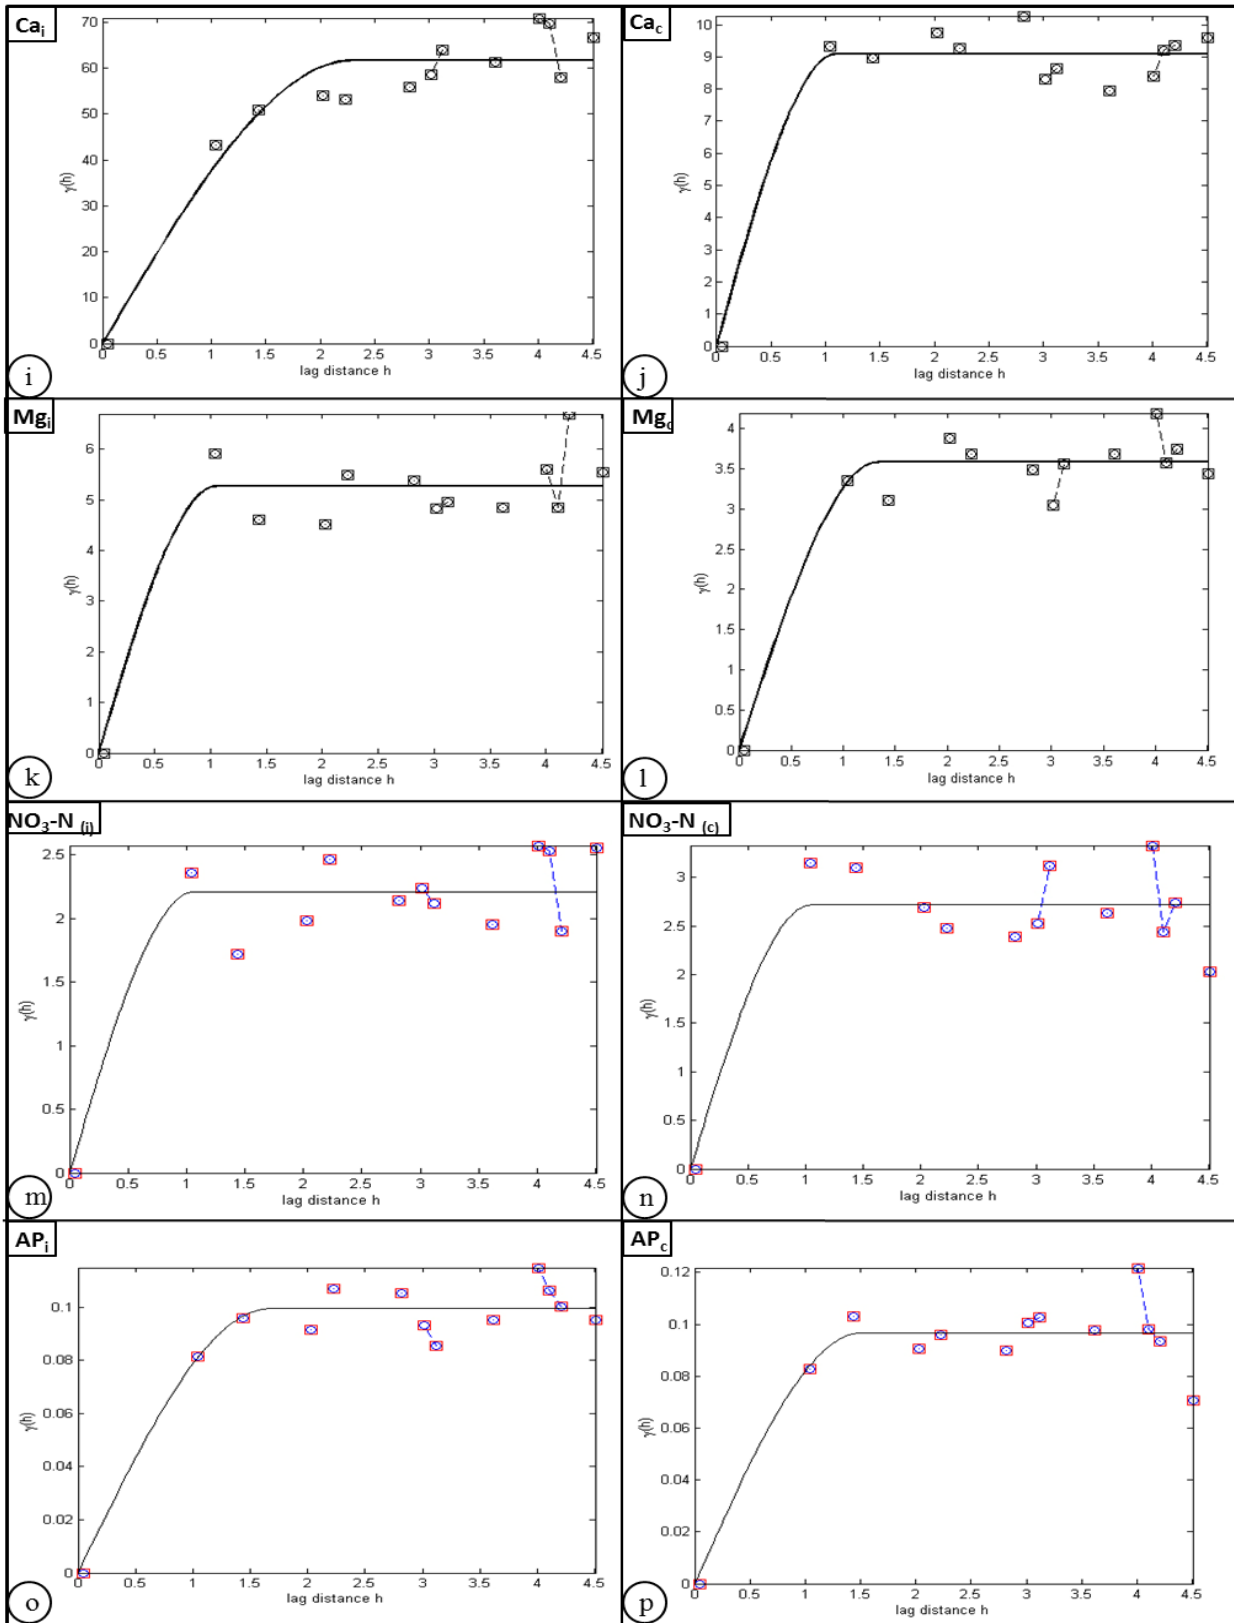 Ca_i
70
60
50
40
30
20
10
0
γ(h)
0 0.5 1 1.5 2 2.5 3 3.5 4 4.5
lag distance h
i
Ca_c
10
9
8
7
6
5
4
3
2
1
0
γ(h)
0 0.5 1 1.5 2 2.5 3 3.5 4 4.5
lag distance h
j
Mg_i
6
5
4
3
2
1
0
γ(h)
0 0.5 1 1.5 2 2.5 3 3.5 4 4.5
lag distance h
k
Mg_c
4
3.5
3
2.5
2
1.5
1
0.5
0
γ(h)
0 0.5 1 1.5 2 2.5 3 3.5 4 4.5
lag distance h
l
NO₃-N (i)
2.5
2
1.5
1
0.5
0
γ(h)
0 0.5 1 1.5 2 2.5 3 3.5 4 4.5
lag distance h
m
NO₃-N (c)
3
2.5
2
1.5
1
0.5
0
γ(h)
0 0.5 1 1.5 2 2.5 3 3.5 4 4.5
lag distance h
n
AP_i
0.1
0.08
0.06
0.04
0.02
0
γ(h)
0 0.5 1 1.5 2 2.5 3 3.5 4 4.5
lag distance h
o
AP_c
0.12
0.1
0.08
0.06
0.04
0.02
0
γ(h)
0 0.5 1 1.5 2 2.5 3 3.5 4 4.5
lag distance h
p